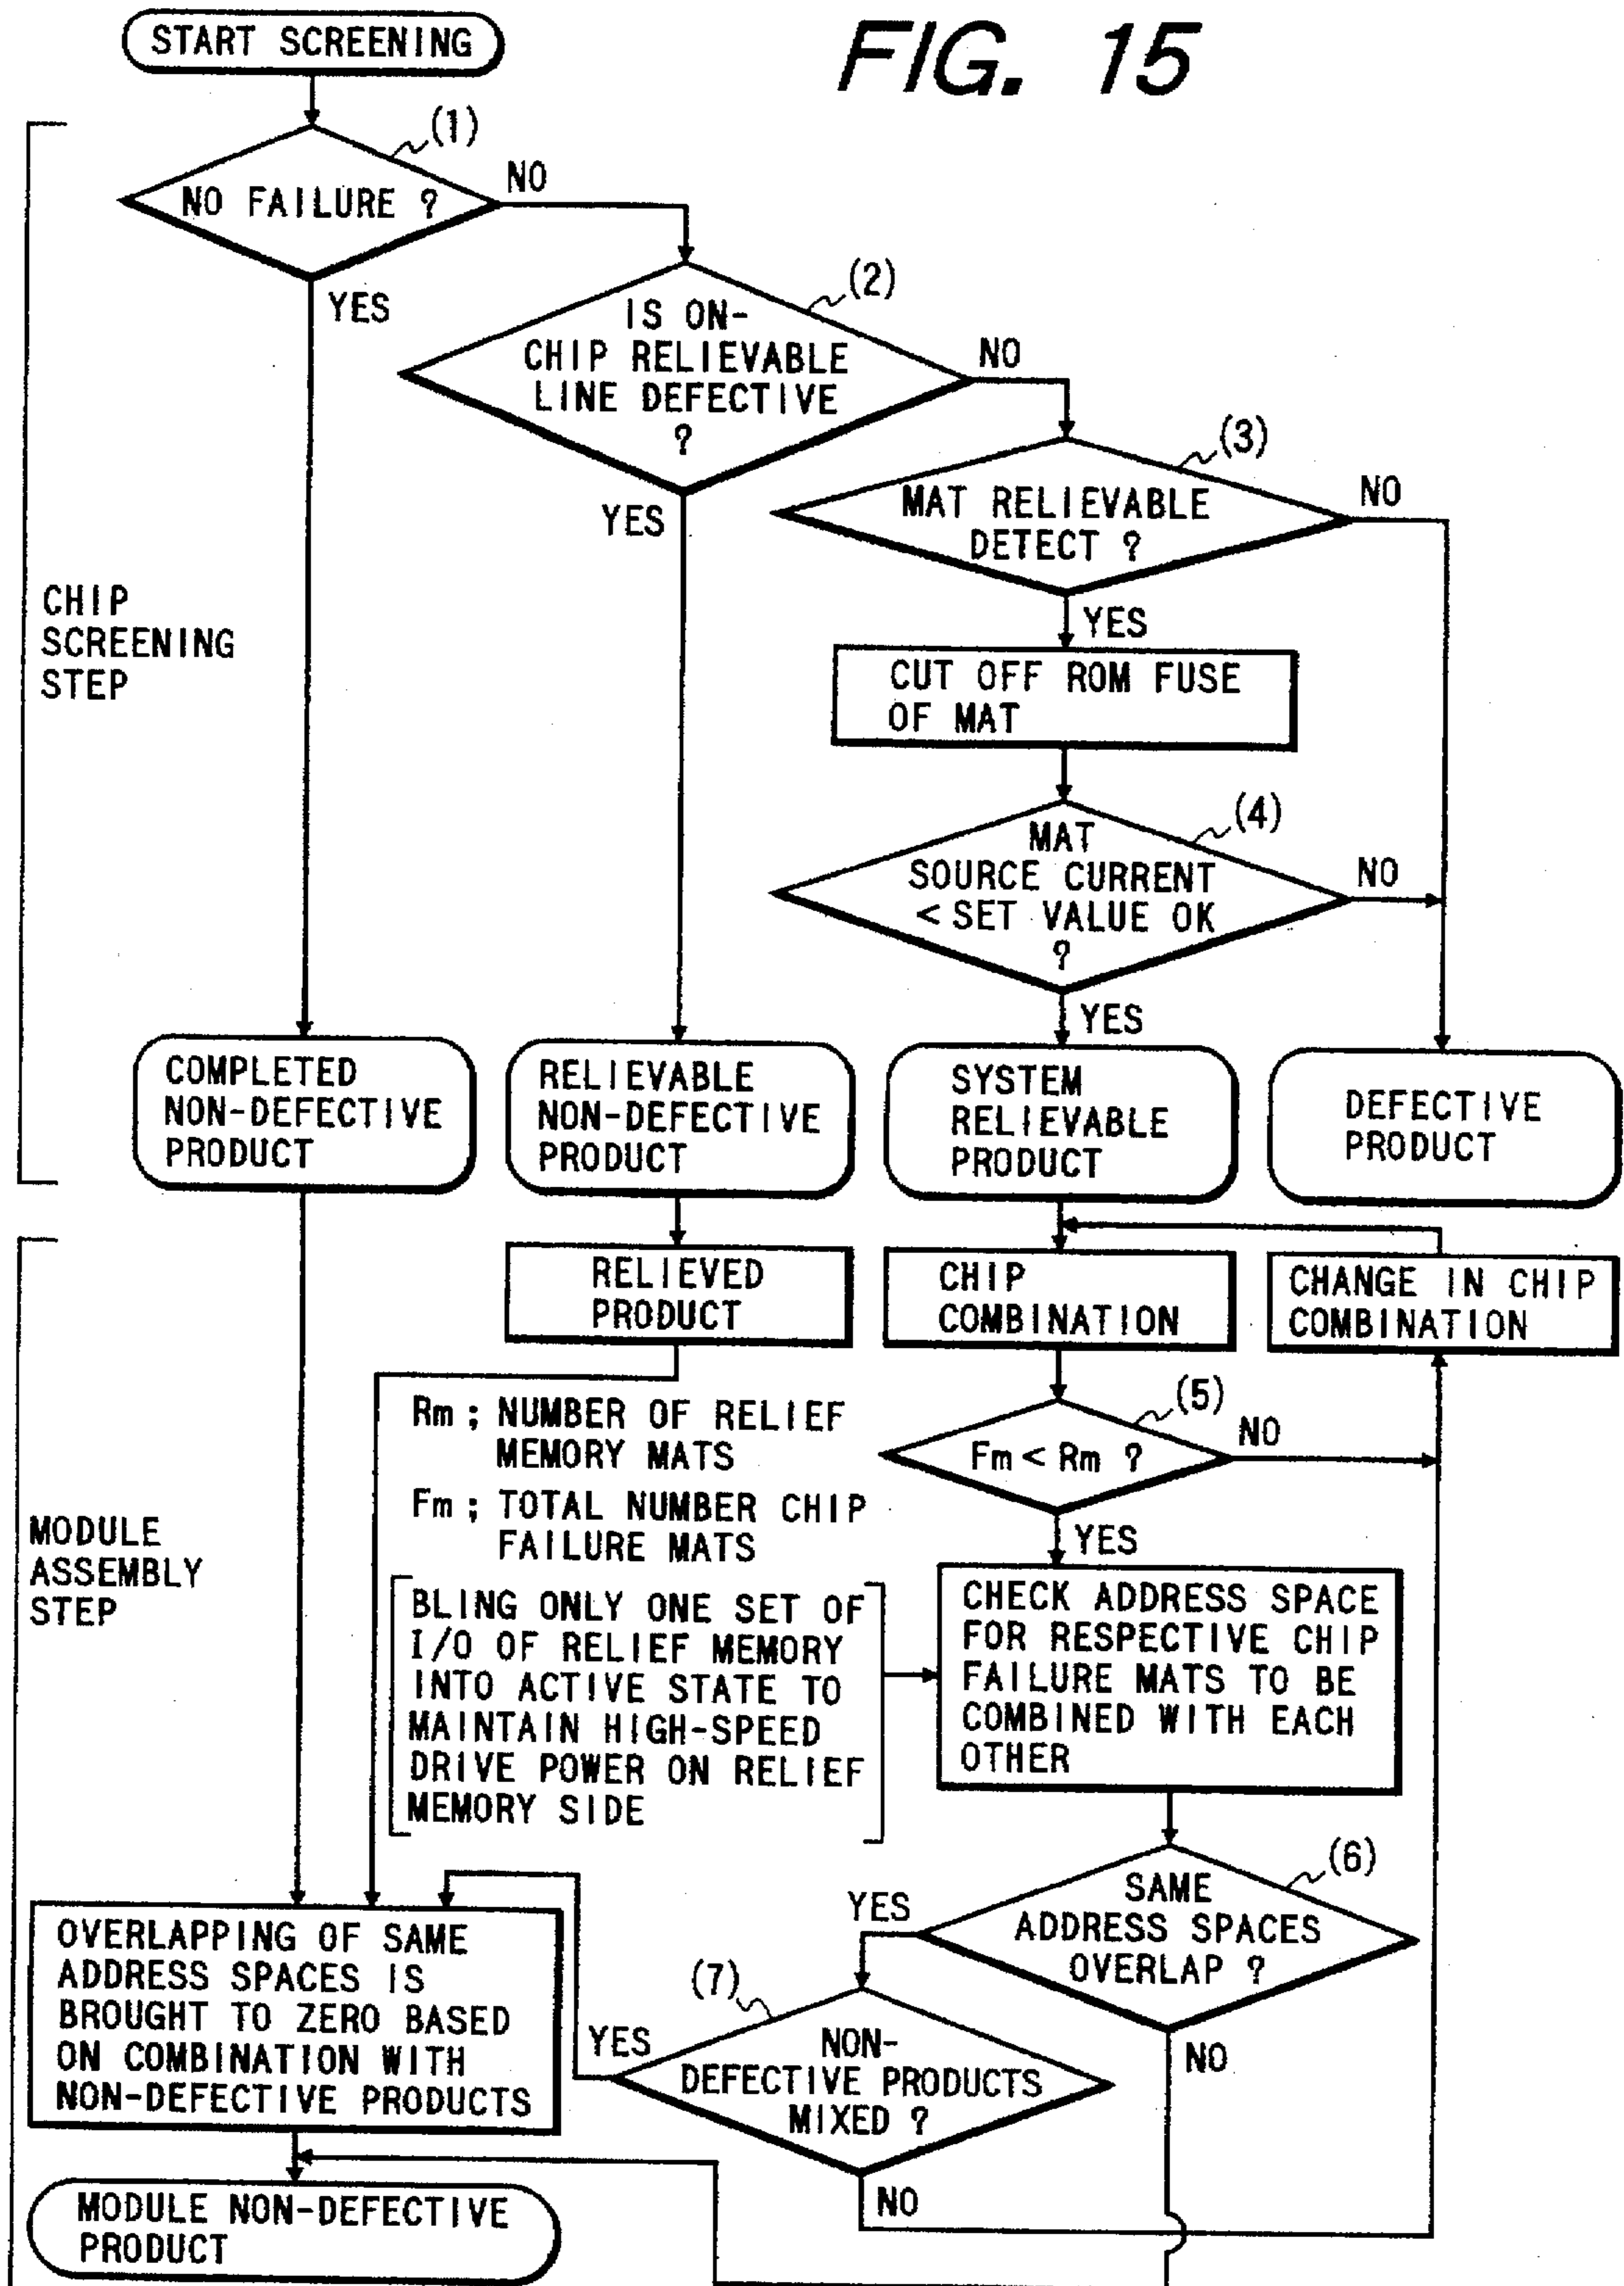 FIG. 15
START SCREENING
(1)
NO FAILURE ?
NO
YES
(2)
IS ON-
CHIP RELIEVABLE
LINE DEFECTIVE
?
NO
YES
(3)
MAT RELIEVABLE
DETECT ?
NO
YES
CHIP
SCREENING
STEP
CUT OFF ROM FUSE
OF MAT
(4)
MAT
SOURCE CURRENT
< SET VALUE OK
?
NO
YES
COMPLETED
NON-DEFECTIVE
PRODUCT
RELIEVABLE
NON-DEFECTIVE
PRODUCT
SYSTEM
RELIEVABLE
PRODUCT
DEFECTIVE
PRODUCT
RELIEVED
PRODUCT
CHIP
COMBINATION
CHANGE IN CHIP
COMBINATION
Rm ; NUMBER OF RELIEF
MEMORY MATS
Fm ; TOTAL NUMBER CHIP
FAILURE MATS
(5)
Fm < Rm ?
NO
YES
MODULE
ASSEMBLY
STEP
BLING ONLY ONE SET OF
I/O OF RELIEF MEMORY
INTO ACTIVE STATE TO
MAINTAIN HIGH-SPEED
DRIVE POWER ON RELIEF
MEMORY SIDE
CHECK ADDRESS SPACE
FOR RESPECTIVE CHIP
FAILURE MATS TO BE
COMBINED WITH EACH
OTHER
(6)
SAME
ADDRESS SPACES
OVERLAP ?
YES
NO
(7)
NON-
DEFECTIVE PRODUCTS
MIXED ?
YES
NO
OVERLAPPING OF SAME
ADDRESS SPACES IS
BROUGHT TO ZERO BASED
ON COMBINATION WITH
NON-DEFECTIVE PRODUCTS
MODULE NON-DEFECTIVE
PRODUCT